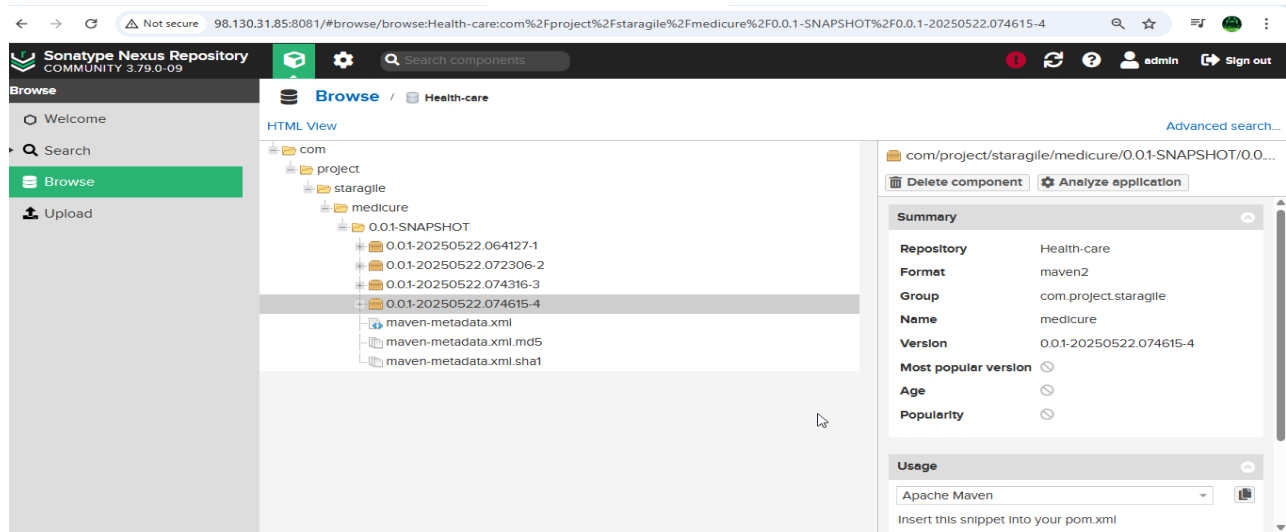 Not secure 98.130.31.85:8081/#browse/browse:Health-care:com%2Fproject%2Fstaragile%2Fmedicure%2F0.0.1-SNAPSHOT%2F0.0.1-20250522.074615-4
Sonatype Nexus Repository
COMMUNITY 3.79.0-09
Search components
admin
Sign out
Browse
Welcome
Search
Browse
Upload
Browse / Health-care
HTML View
Advanced search...
com
project
staragile
medicure
0.0.1-SNAPSHOT
0.0.1-20250522.064127-1
0.0.1-20250522.072306-2
0.0.1-20250522.074316-3
0.0.1-20250522.074615-4
maven-metadata.xml
maven-metadata.xml.md5
maven-metadata.xml.sha1
com/project/staragile/medicure/0.0.1-SNAPSHOT/0.0....
Delete component
Analyze application
Summary
Repository Health-care
Format maven2
Group com.project.staragile
Name medicure
Version 0.0.1-20250522.074615-4
Most popular version
Age
Popularity
Usage
Apache Maven
Insert this snippet into your pom.xml